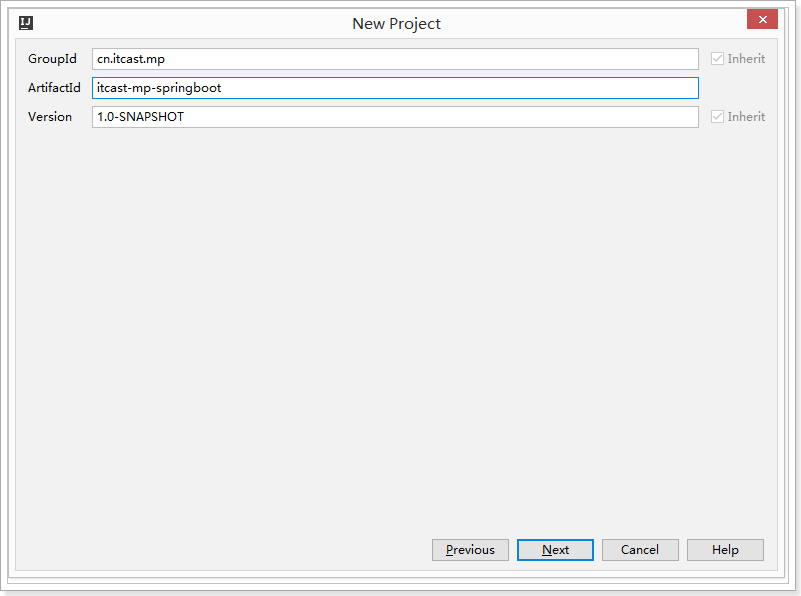 IJ
New Project
GroupId cn.itcast.mp Inherit
ArtifactId itcast-mp-springboot
Version 1.0-SNAPSHOT Inherit
Previous Next Cancel Help